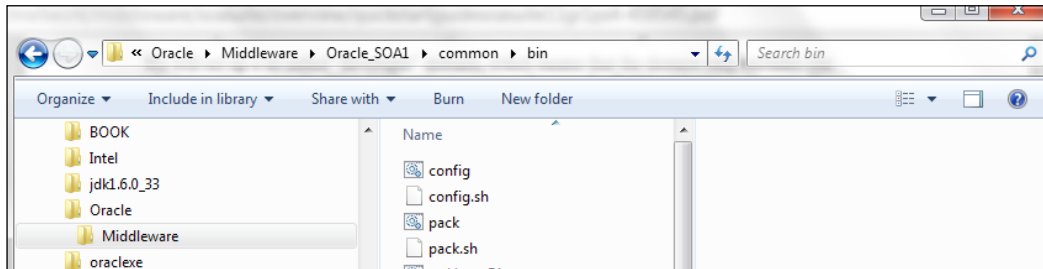 « Oracle ▸ Middleware ▸ Oracle_SOA1 ▸ common ▸ bin
Search bin
Organize Include in library Share with Burn New folder
BOOK
Intel
jdk1.6.0_33
Oracle
Middleware
oraclexe
Name
config
config.sh
pack
pack.sh